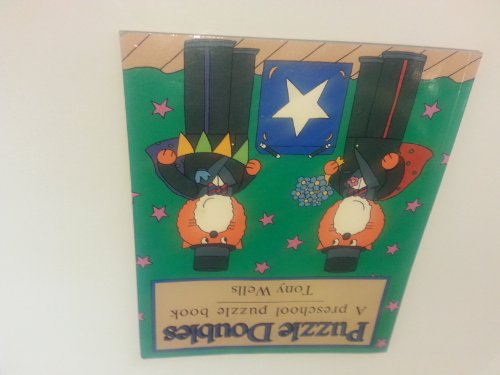 Puzzle Doubles
A preschool puzzle book
Tony Wells